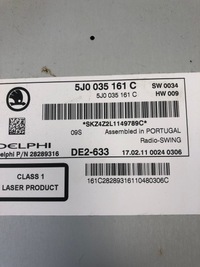 5J0 035 161 C SW 0034
5J0 035 161 C HW 009
*SKZ4Z2L1149789C*
09S Assembled in PORTUGAL
Radio-SWING
DELPHI
elphi P/N 28289316 DE2-633 17.02.11 0024 0306
CLASS 1
LASER PRODUCT
161C28289316110480306C